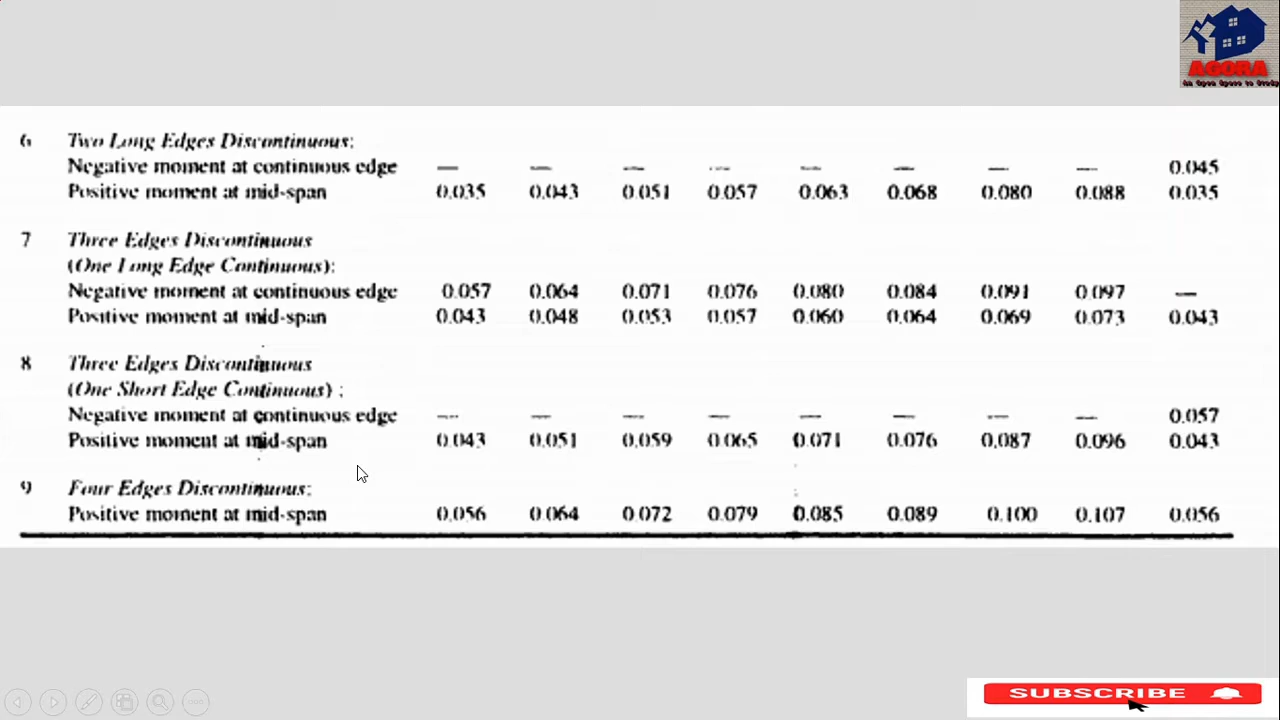 AGORA
An Open Space to Study
6 Two Long Edges Discontinuous:
Negative moment at continuous edge — — — — — — — — 0.045
Positive moment at mid-span 0.035 0.043 0.051 0.057 0.063 0.068 0.080 0.088 0.035
7 Three Edges Discontinuous
(One Long Edge Continuous):
Negative moment at continuous edge 0.057 0.064 0.071 0.076 0.080 0.084 0.091 0.097 —
Positive moment at mid-span 0.043 0.048 0.053 0.057 0.060 0.064 0.069 0.073 0.043
8 Three Edges Discontinuous
(One Short Edge Continuous) :
Negative moment at continuous edge — — — — — — — — 0.057
Positive moment at mid-span 0.043 0.051 0.059 0.065 0.071 0.076 0.087 0.096 0.043
9 Four Edges Discontinuous:
Positive moment at mid-span 0.056 0.064 0.072 0.079 0.085 0.089 0.100 0.107 0.056
SUBSCRIBE